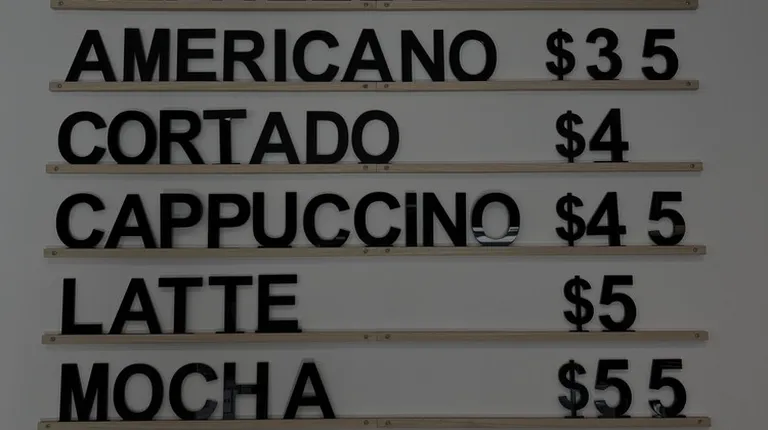 AMERICANO $3 5
CORTADO $4
CAPPUCCINO $4 5
LATTE $5
MOCHA $5 5